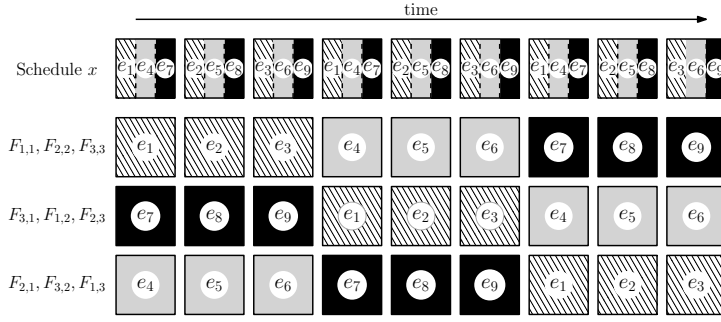 time
Schedule x e1 e4 e7 e2 e5 e8 e3 e6 e9 e1 e4 e7 e2 e5 e8 e3 e6 e9 e1 e4 e7 e2 e5 e8 e3 e6 e9
F1,1, F2,2, F3,3 e1 e2 e3 e4 e5 e6 e7 e8 e9
F3,1, F1,2, F2,3 e7 e8 e9 e1 e2 e3 e4 e5 e6
F2,1, F3,2, F1,3 e4 e5 e6 e7 e8 e9 e1 e2 e3